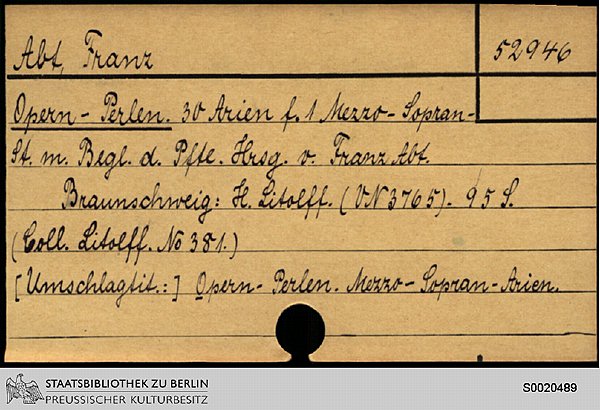 Abt, Franz
52946
Opern - Perlen. 30 Arien f. 1 Mezzo - Sopran-
St. m. Begl. d. Pfte. Hrsg. v. Franz Abt.
Braunschweig: H. Litolff. (VN 3765). 95 S.
(Coll. Litolff. No 381.)
[Umschlagtit.:] Opern - Perlen. Mezzo - Sopran - Arien.
STAATSBIBLIOTHEK ZU BERLIN
PREUSSISCHER KULTURBESITZ
S0020489